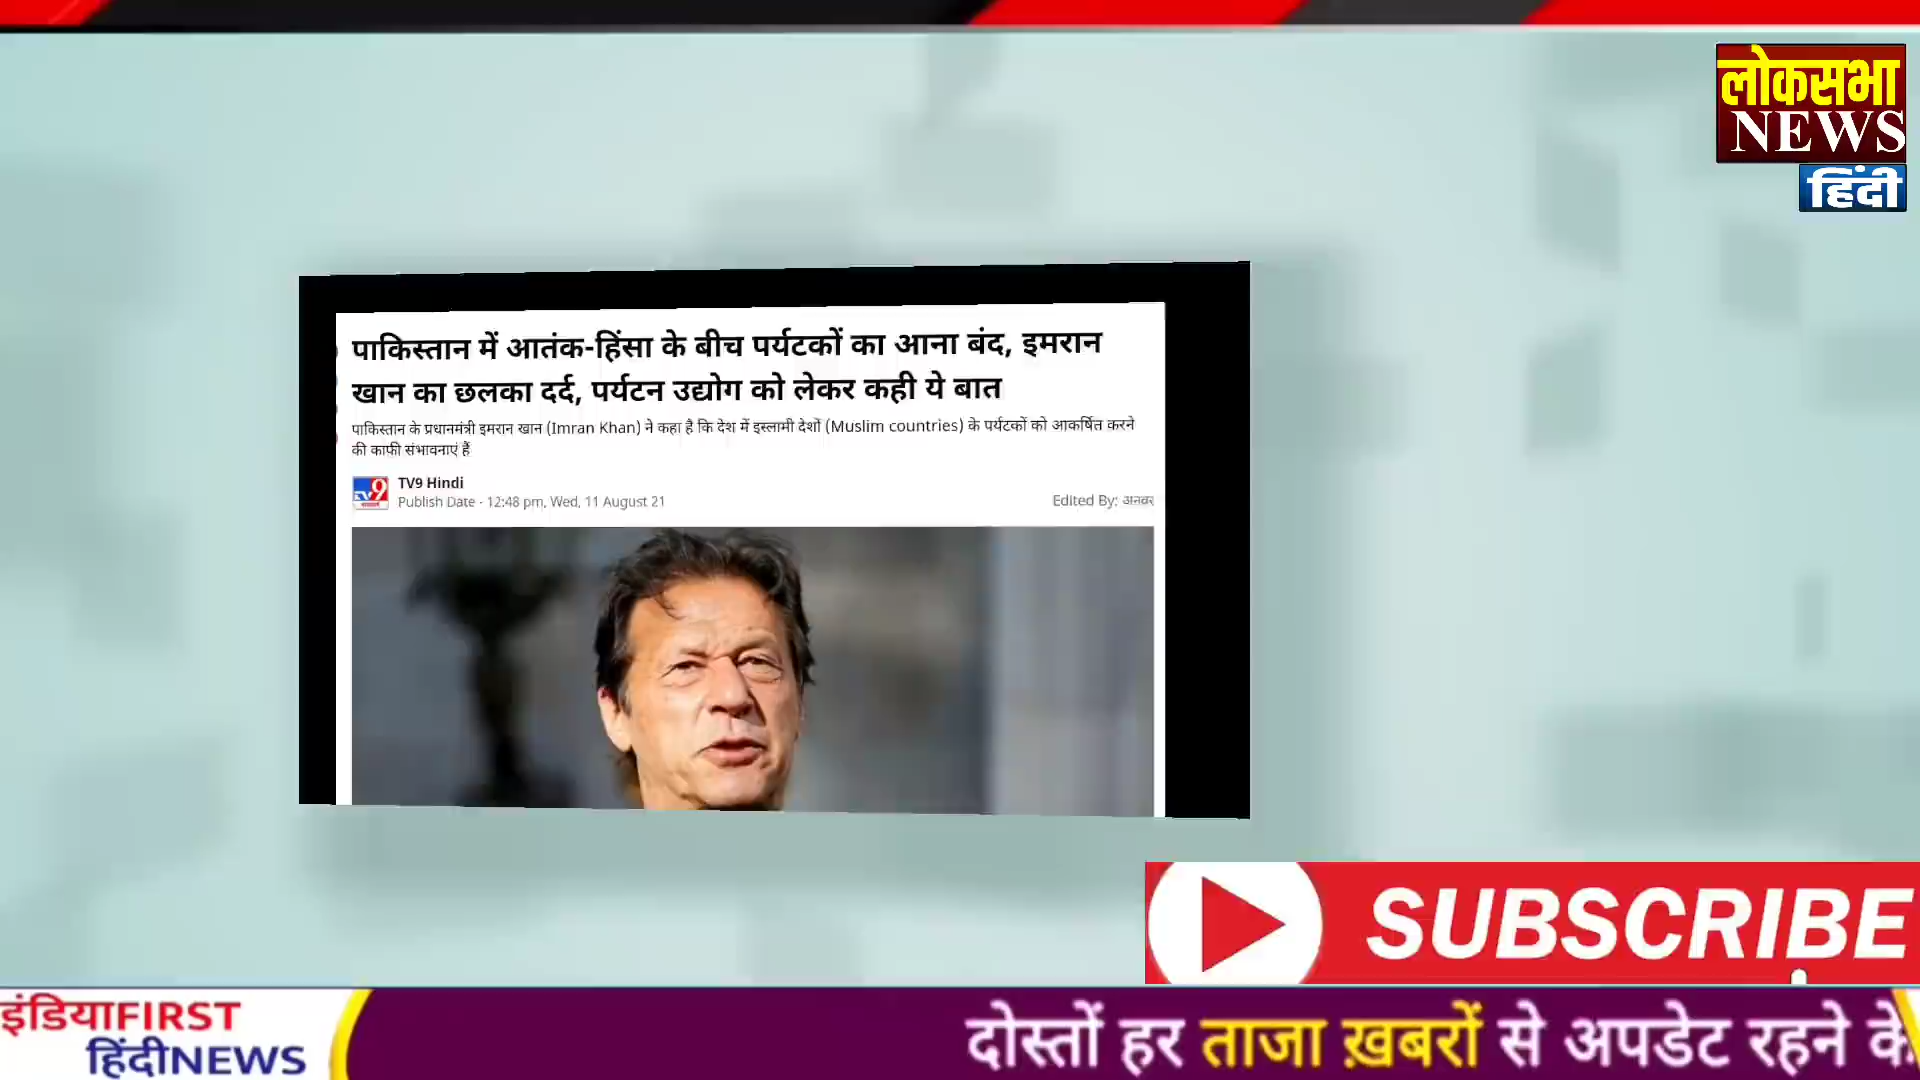 लोकसभा
NEWS
हिंदी
पाकिस्तान में आतंक-हिंसा के बीच पर्यटकों का आना बंद, इमरान
खान का छलका दर्द, पर्यटन उद्योग को लेकर कही ये बात
पाकिस्तान के प्रधानमंत्री इमरान खान (Imran Khan) ने कहा है कि देश में इस्लामी देशों (Muslim countries) के पर्यटकों को आकर्षित करने
की काफी संभावनाएं हैं
TV9 Hindi
Publish Date - 12:48 pm, Wed, 11 August 21
Edited By: अनवर
TV9
SUBSCRIBE
इंडियाFIRST
हिंदीNEWS
दोस्तों हर ताजा ख़बरों से अपडेट रहने के